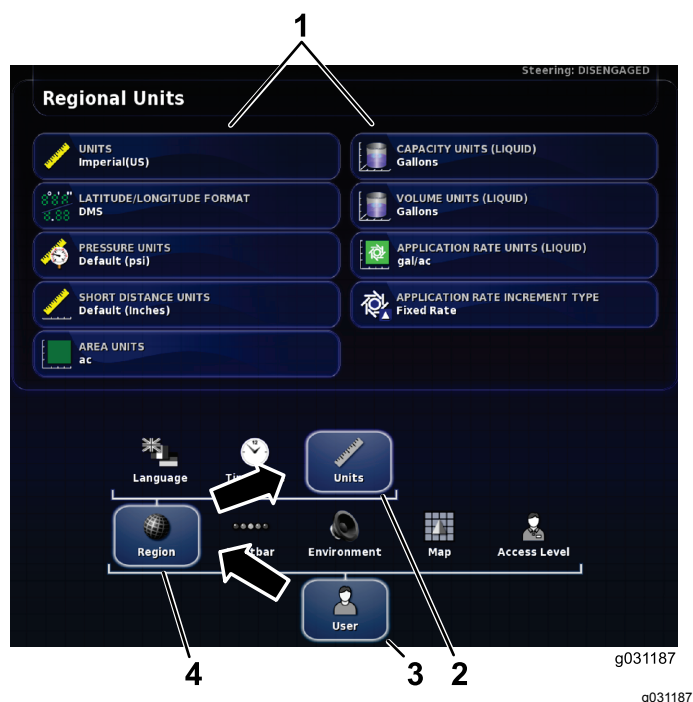 1
Steering: DISENGAGED
Regional Units
UNITS
Imperial(US)
CAPACITY UNITS (LIQUID)
Gallons
LATITUDE/LONGITUDE FORMAT
DMS
VOLUME UNITS (LIQUID)
Gallons
PRESSURE UNITS
Default (psi)
APPLICATION RATE UNITS (LIQUID)
gal/ac
SHORT DISTANCE UNITS
Default (Inches)
APPLICATION RATE INCREMENT TYPE
Fixed Rate
AREA UNITS
ac
Language
Units
Region
Environment
Map
Access Level
User
4
3
2
g031187
g031187